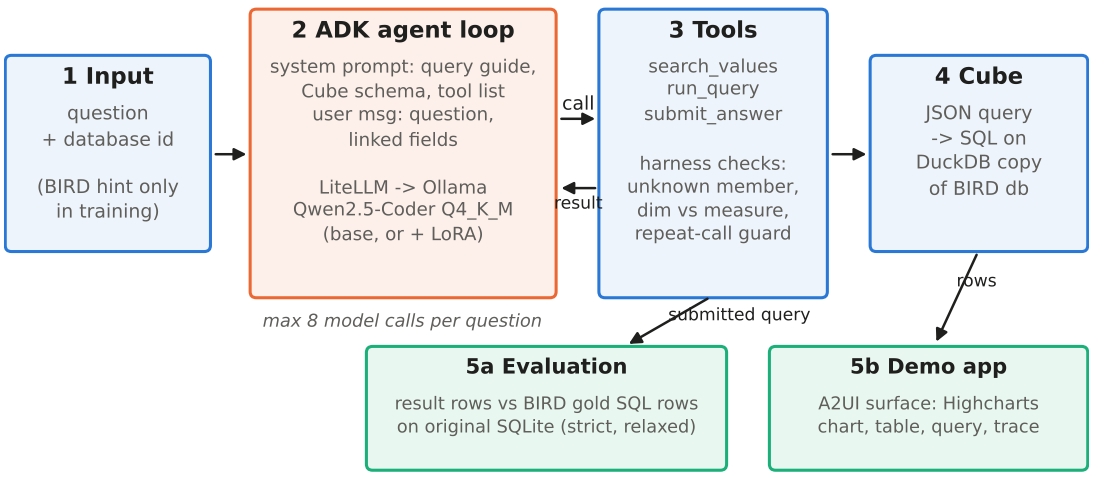 1 Input
question
+ database id
(BIRD hint only
in training)
2 ADK agent loop
system prompt: query guide,
Cube schema, tool list
user msg: question,
linked fields
LiteLLM -> Ollama
Qwen2.5-Coder Q4_K_M
(base, or + LoRA)
max 8 model calls per question
call
result
3 Tools
search_values
run_query
submit_answer
harness checks:
unknown member,
dim vs measure,
repeat-call guard
4 Cube
JSON query
-> SQL on
DuckDB copy
of BIRD db
submitted query
rows
5a Evaluation
result rows vs BIRD gold SQL rows
on original SQLite (strict, relaxed)
5b Demo app
A2UI surface: Highcharts
chart, table, query, trace